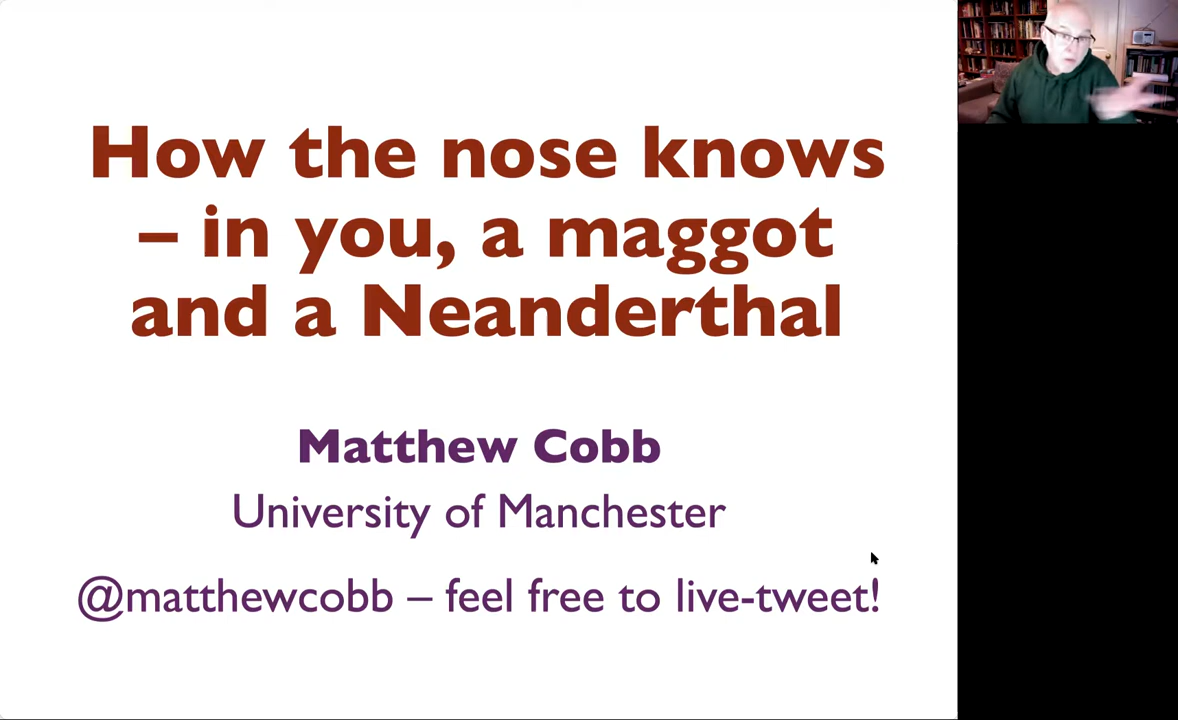 How the nose knows
– in you, a maggot
and a Neanderthal
Matthew Cobb
University of Manchester
@matthewcobb – feel free to live-tweet!